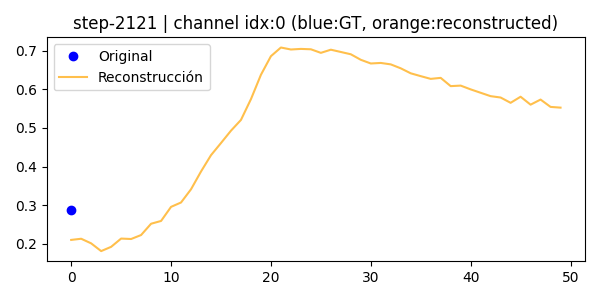 step-2121 | channel idx:0 (blue:GT, orange:reconstructed)
Original
Reconstrucción
0.7
0.6
0.5
0.4
0.3
0.2
0 10 20 30 40 50